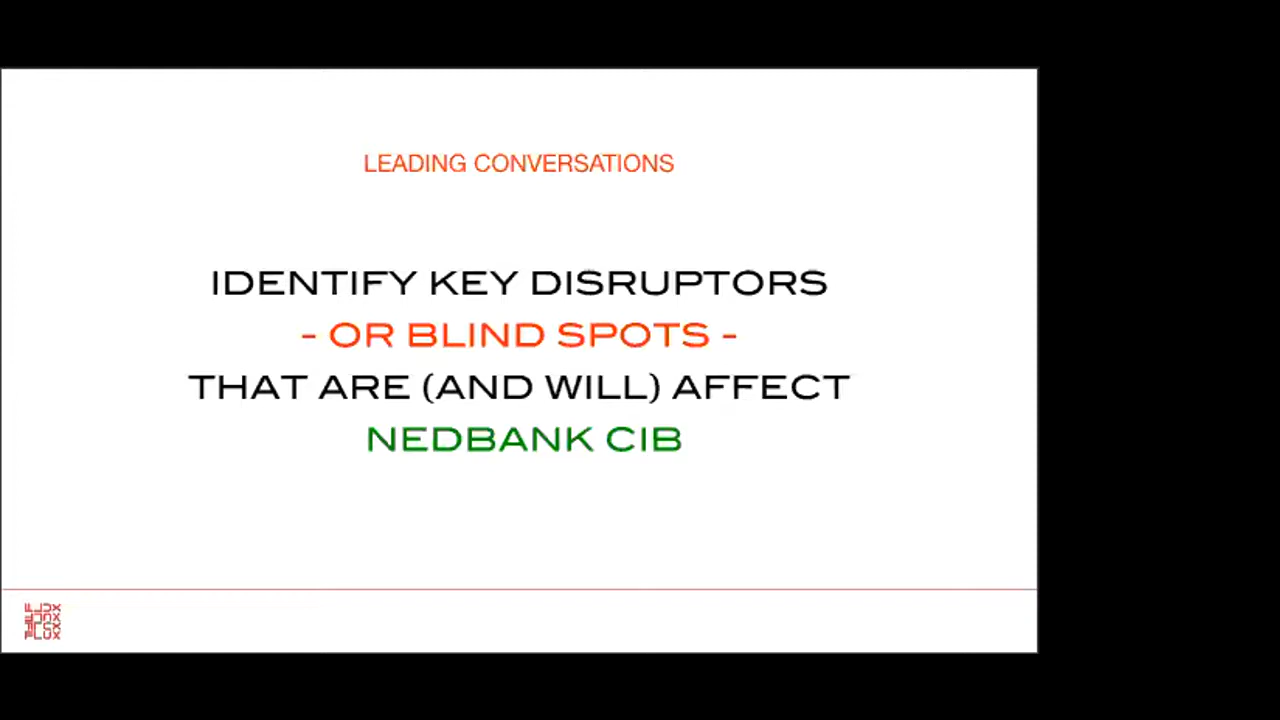 LEADING CONVERSATIONS
IDENTIFY KEY DISRUPTORS
- OR BLIND SPOTS -
THAT ARE (AND WILL) AFFECT
NEDBANK CIB